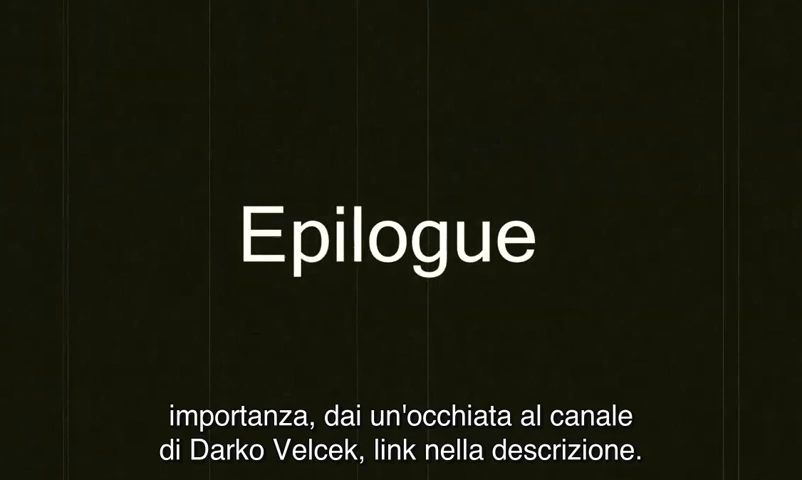 Epilogue
importanza, dai un'occhiata al canale
di Darko Velcek, link nella descrizione.